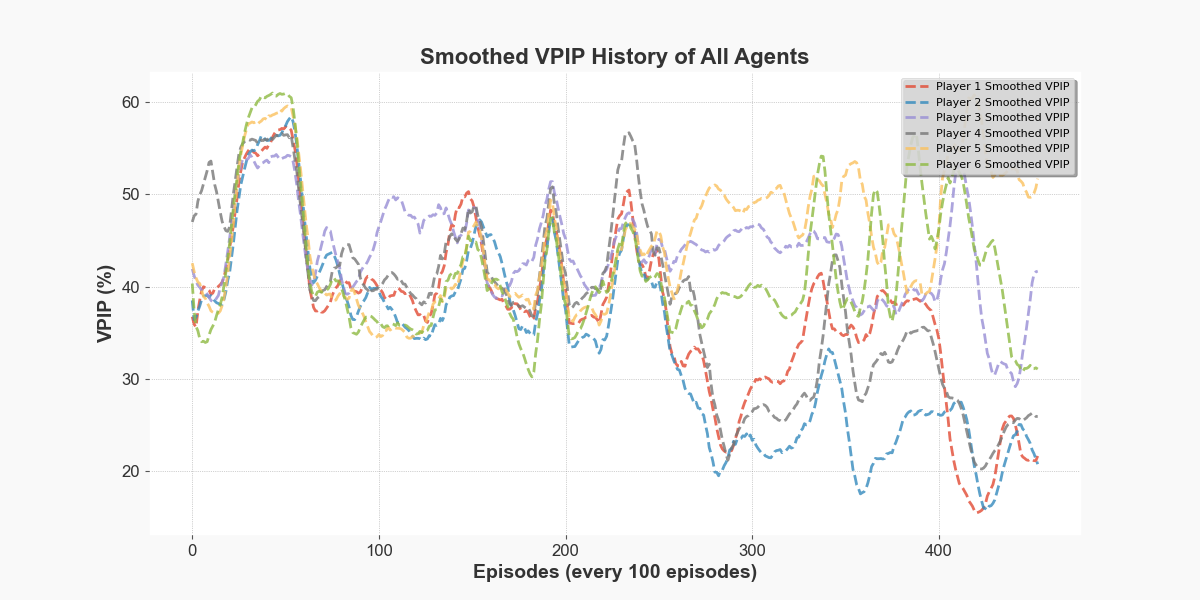 Smoothed VPIP History of All Agents
Player 1 Smoothed VPIP
Player 2 Smoothed VPIP
Player 3 Smoothed VPIP
Player 4 Smoothed VPIP
Player 5 Smoothed VPIP
Player 6 Smoothed VPIP
VPIP (%)
60
50
40
30
20
0 100 200 300 400
Episodes (every 100 episodes)